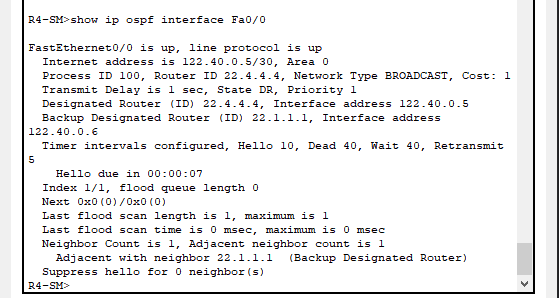 R4-SM>show ip ospf interface Fa0/0
FastEthernet0/0 is up, line protocol is up
Internet address is 122.40.0.5/30, Area 0
Process ID 100, Router ID 22.4.4.4, Network Type BROADCAST, Cost: 1
Transmit Delay is 1 sec, State DR, Priority 1
Designated Router (ID) 22.4.4.4, Interface address 122.40.0.5
Backup Designated Router (ID) 22.1.1.1, Interface address
122.40.0.6
Timer intervals configured, Hello 10, Dead 40, Wait 40, Retransmit
5
Hello due in 00:00:07
Index 1/1, flood queue length 0
Next 0x0(0)/0x0(0)
Last flood scan length is 1, maximum is 1
Last flood scan time is 0 msec, maximum is 0 msec
Neighbor Count is 1, Adjacent neighbor count is 1
Adjacent with neighbor 22.1.1.1  (Backup Designated Router)
Suppress hello for 0 neighbor(s)
R4-SM>